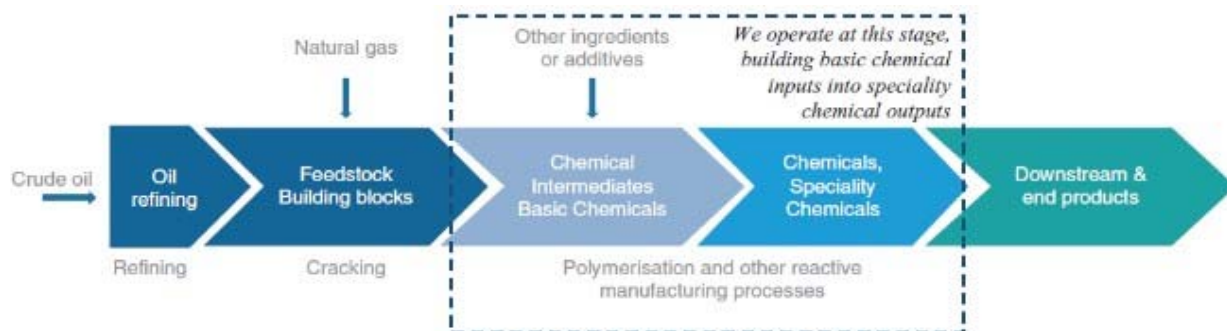 Natural gas
Other ingredients
or additives
We operate at this stage,
building basic chemical
inputs into speciality
chemical outputs
Crude oil
Oil
refining
Feedstock
Building blocks
Chemical
Intermediates
Basic Chemicals
Chemicals,
Speciality
Chemicals
Downstream &
end products
Refining
Cracking
Polymerisation and other reactive
manufacturing processes